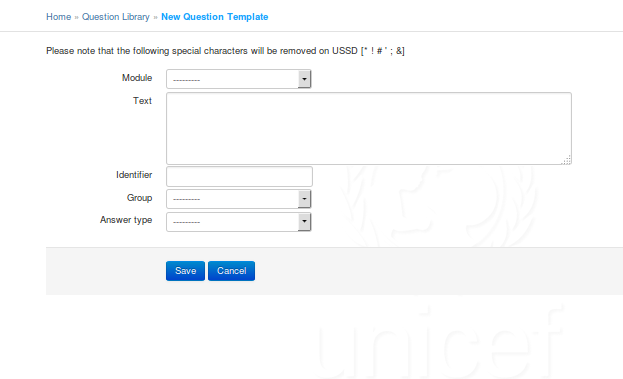 Home » Question Library » New Question Template
Please note that the following special characters will be removed on USSD [* ! # ' ; &]
Module ---------
Text
Identifier
Group ---------
Answer type ---------
Save Cancel
unicef